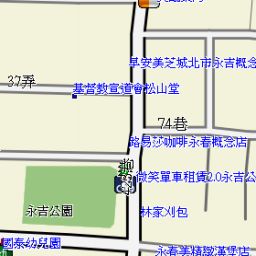 早安美芝城北市永吉概念
37弄
基督教宣道會松山堂
74巷
路易莎咖啡永春概念店
微笑單車租賃2.0永吉公
永吉公園
林家刈包
國泰幼兒園
永春美精緻漢堡店